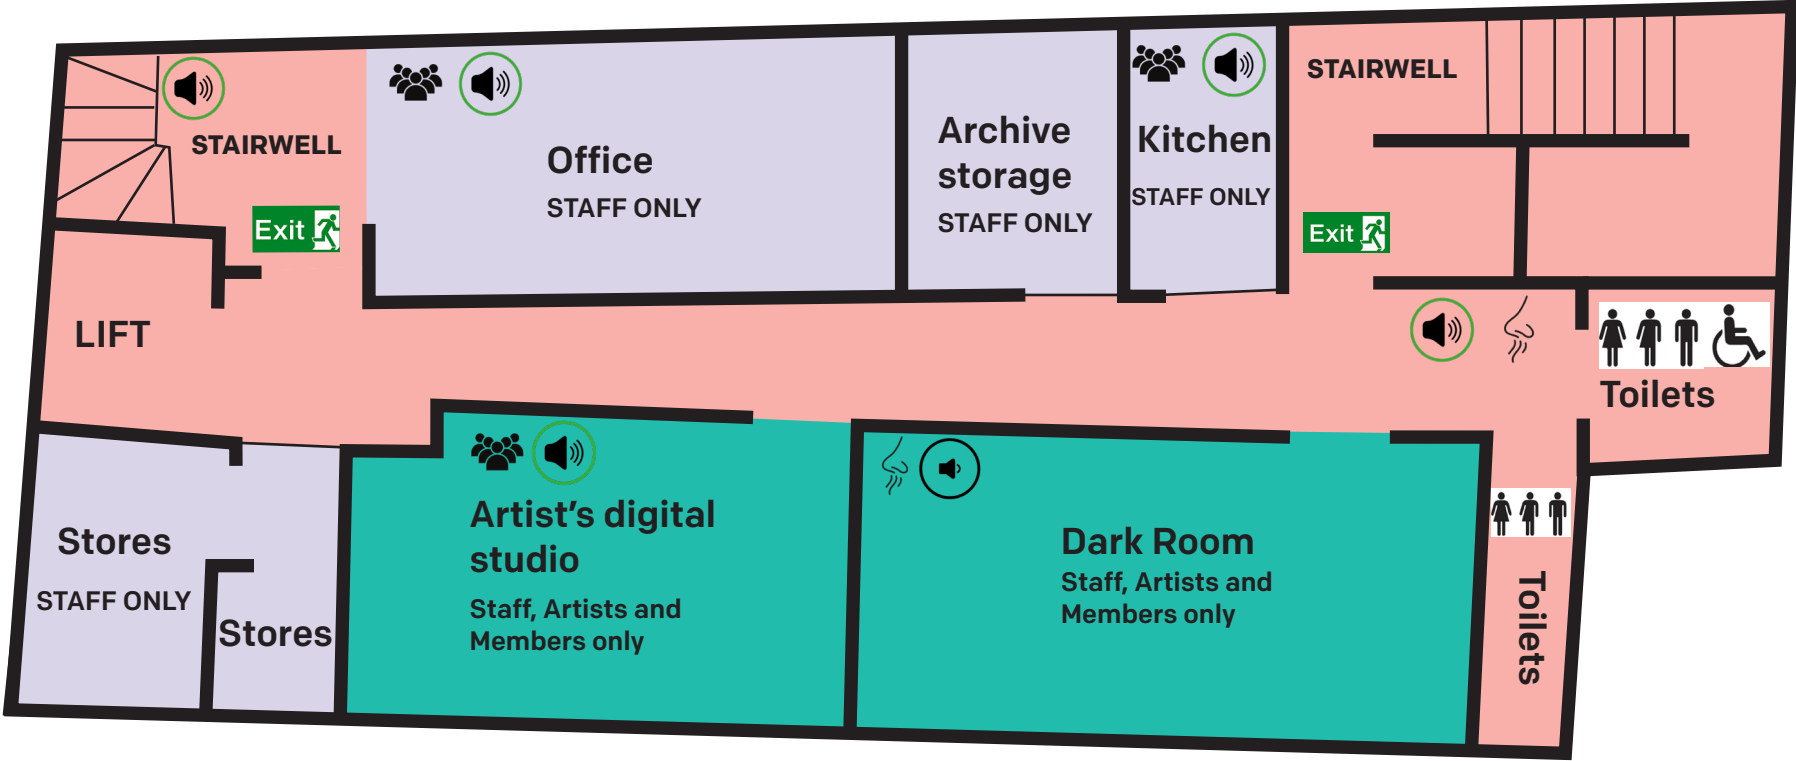 STAIRWELL
Exit
LIFT
Office
STAFF ONLY
Archive
storage
STAFF ONLY
Kitchen
STAFF ONLY
STAIRWELL
Exit
Toilets
Stores
STAFF ONLY
Stores
Artist’s digital
studio
Staff, Artists and
Members only
Dark Room
Staff, Artists and
Members only
Toilets